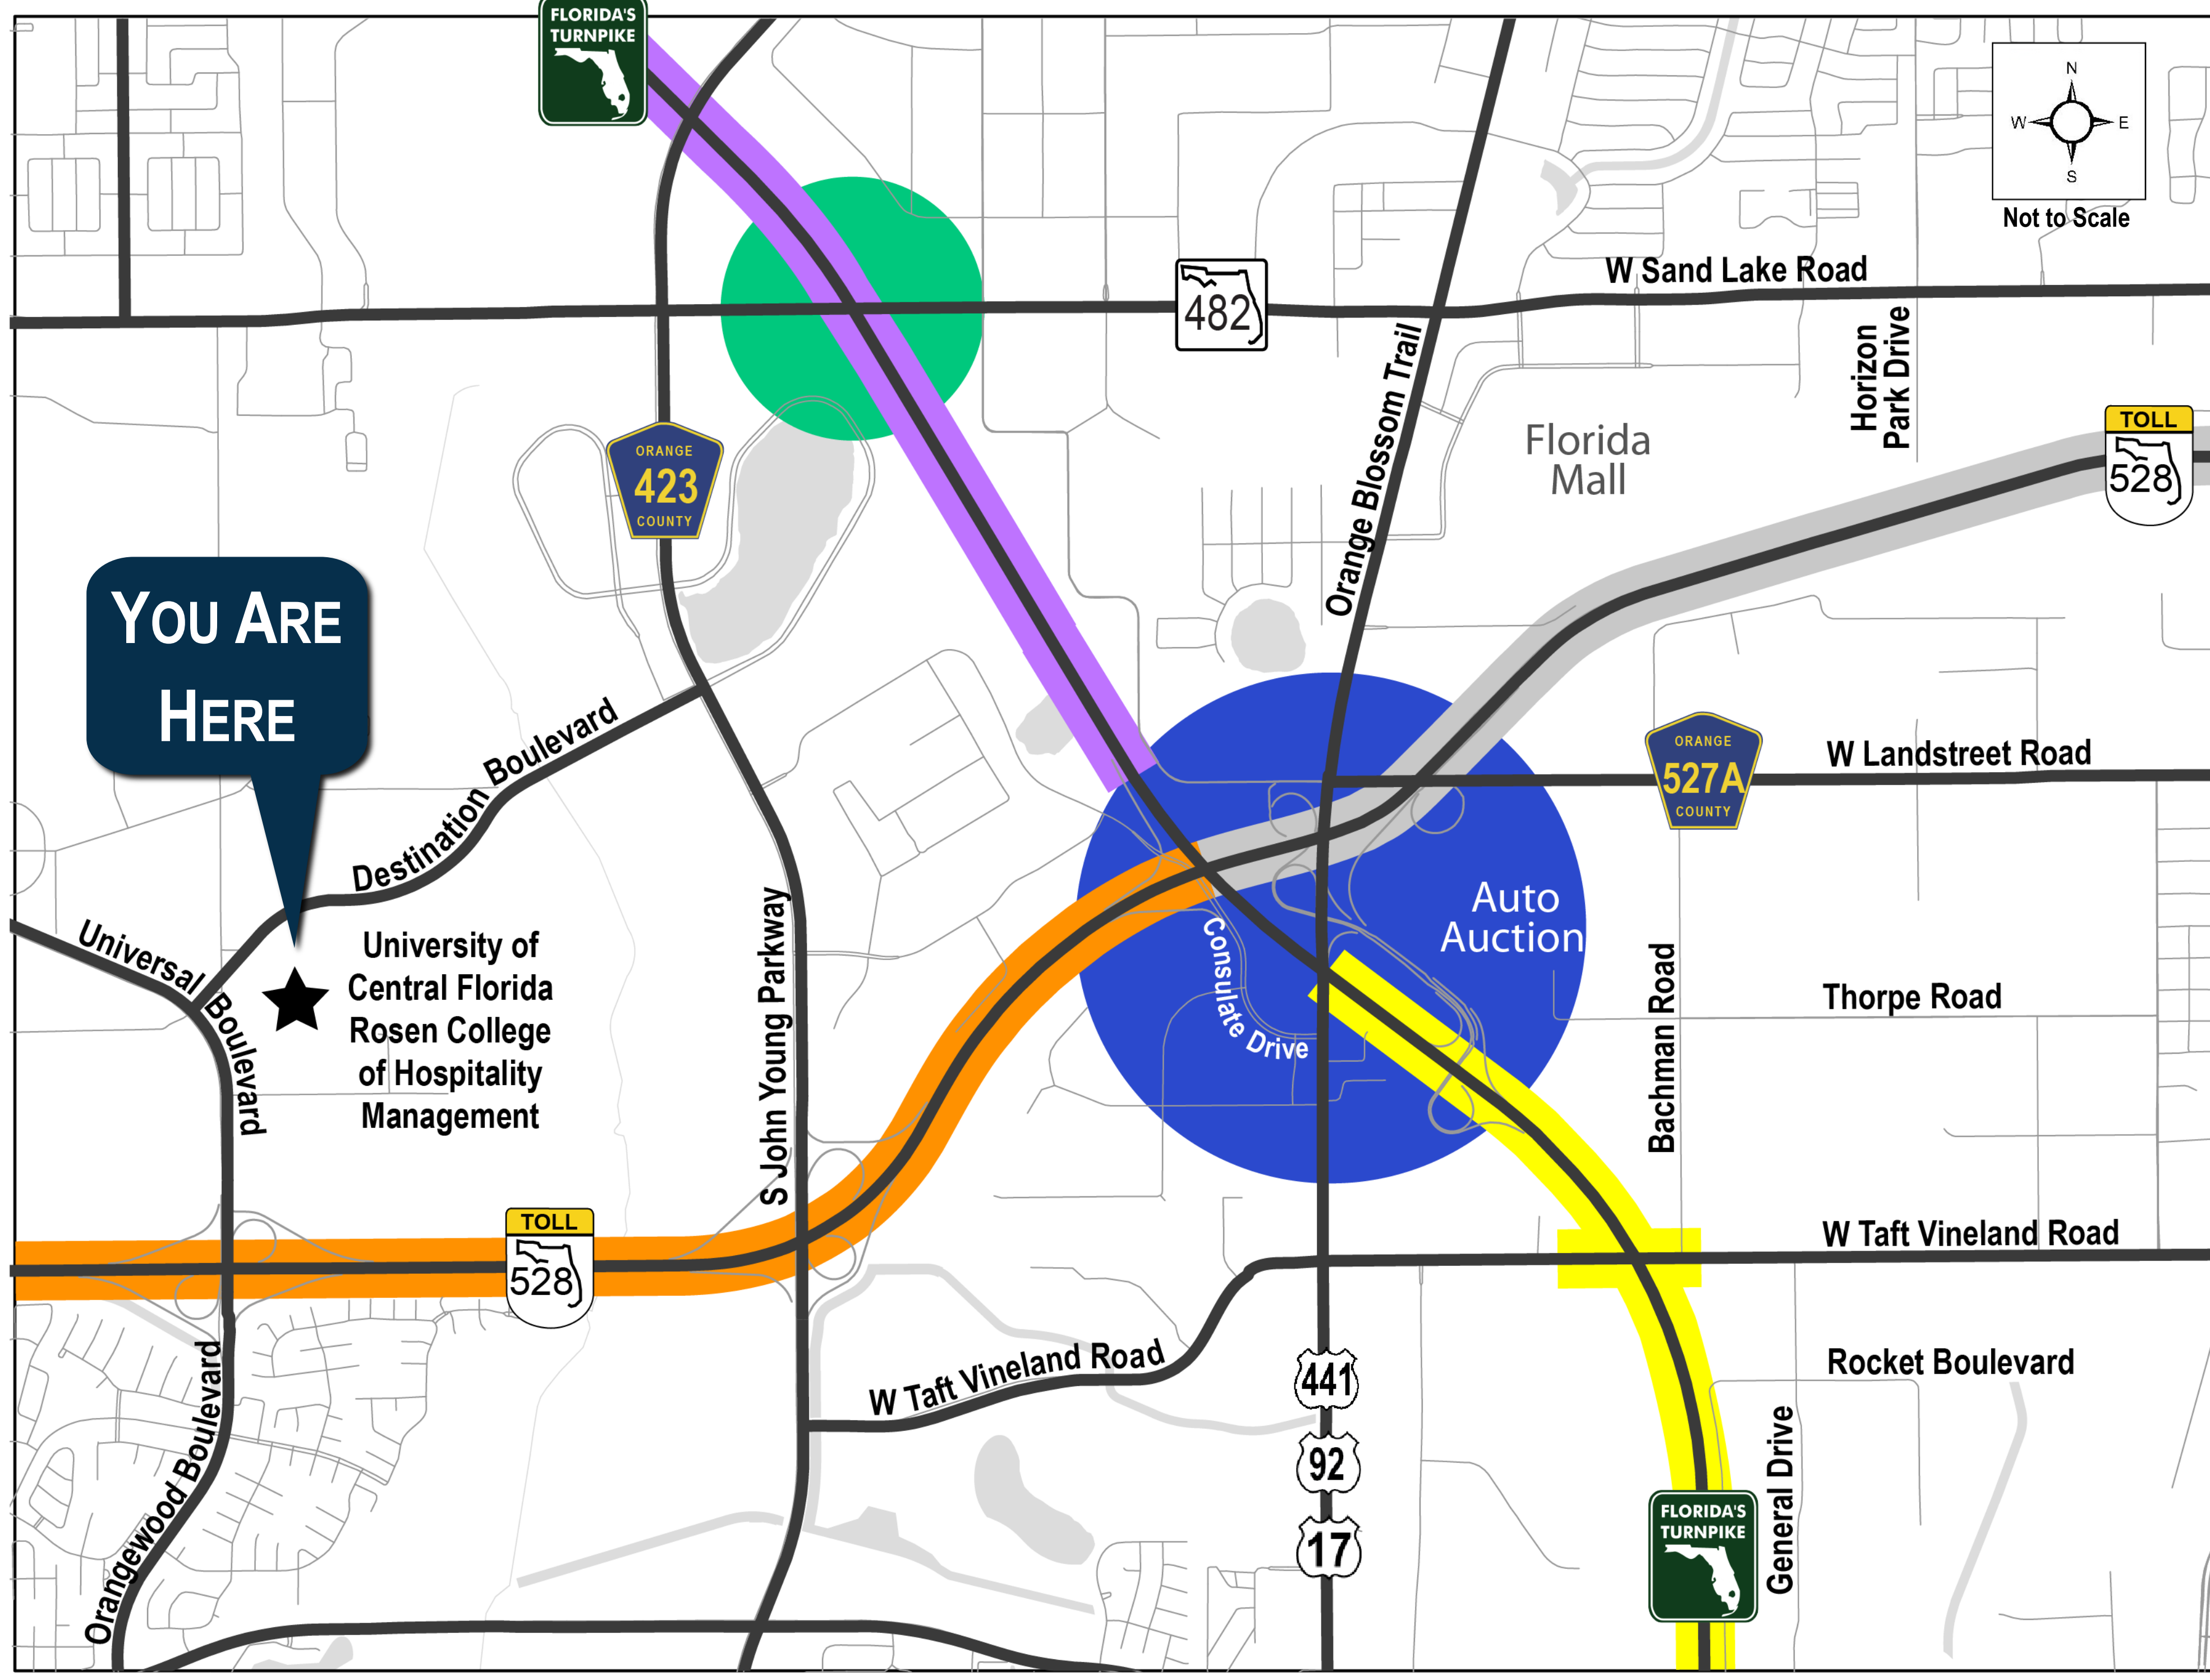 FLORIDA'S
TURNPIKE
N
W E
S
Not to Scale
W Sand Lake Road
482
Horizon
Park Drive
Orange Blossom Trail
Florida
Mall
TOLL
528
ORANGE
423
COUNTY
YOU ARE
HERE
Destination Boulevard
ORANGE
527A
COUNTY
W Landstreet Road
Auto
Auction
Universal Boulevard
University of
Central Florida
Rosen College
of Hospitality
Management
S John Young Parkway
Consulate Drive
Bachman Road
Thorpe Road
TOLL
528
W Taft Vineland Road
W Taft Vineland Road
Orangewood Boulevard
441
92
17
Rocket Boulevard
General Drive
FLORIDA'S
TURNPIKE